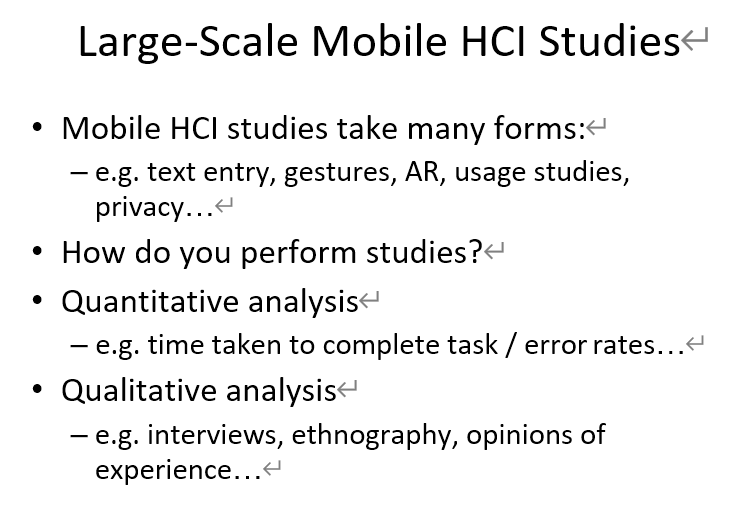 Large-Scale Mobile HCI Studies↵
• Mobile HCI studies take many forms:↵
– e.g. text entry, gestures, AR, usage studies,
privacy…↵
• How do you perform studies?↵
• Quantitative analysis↵
– e.g. time taken to complete task / error rates…↵
• Qualitative analysis↵
– e.g. interviews, ethnography, opinions of
experience…↵